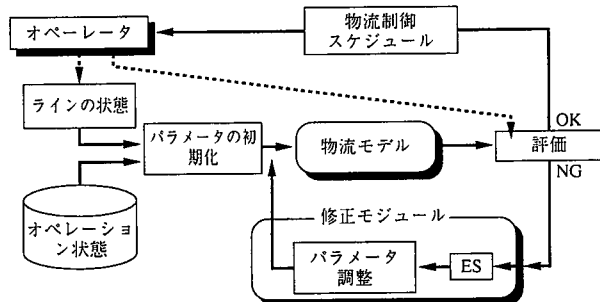 オペレータ
物流制御
スケジュール
ラインの状態
パラメータの初
期化
物流モデル
OK
評価
NG
オペレーショ
ン状態
修正モジュール
パラメータ
調整
ES